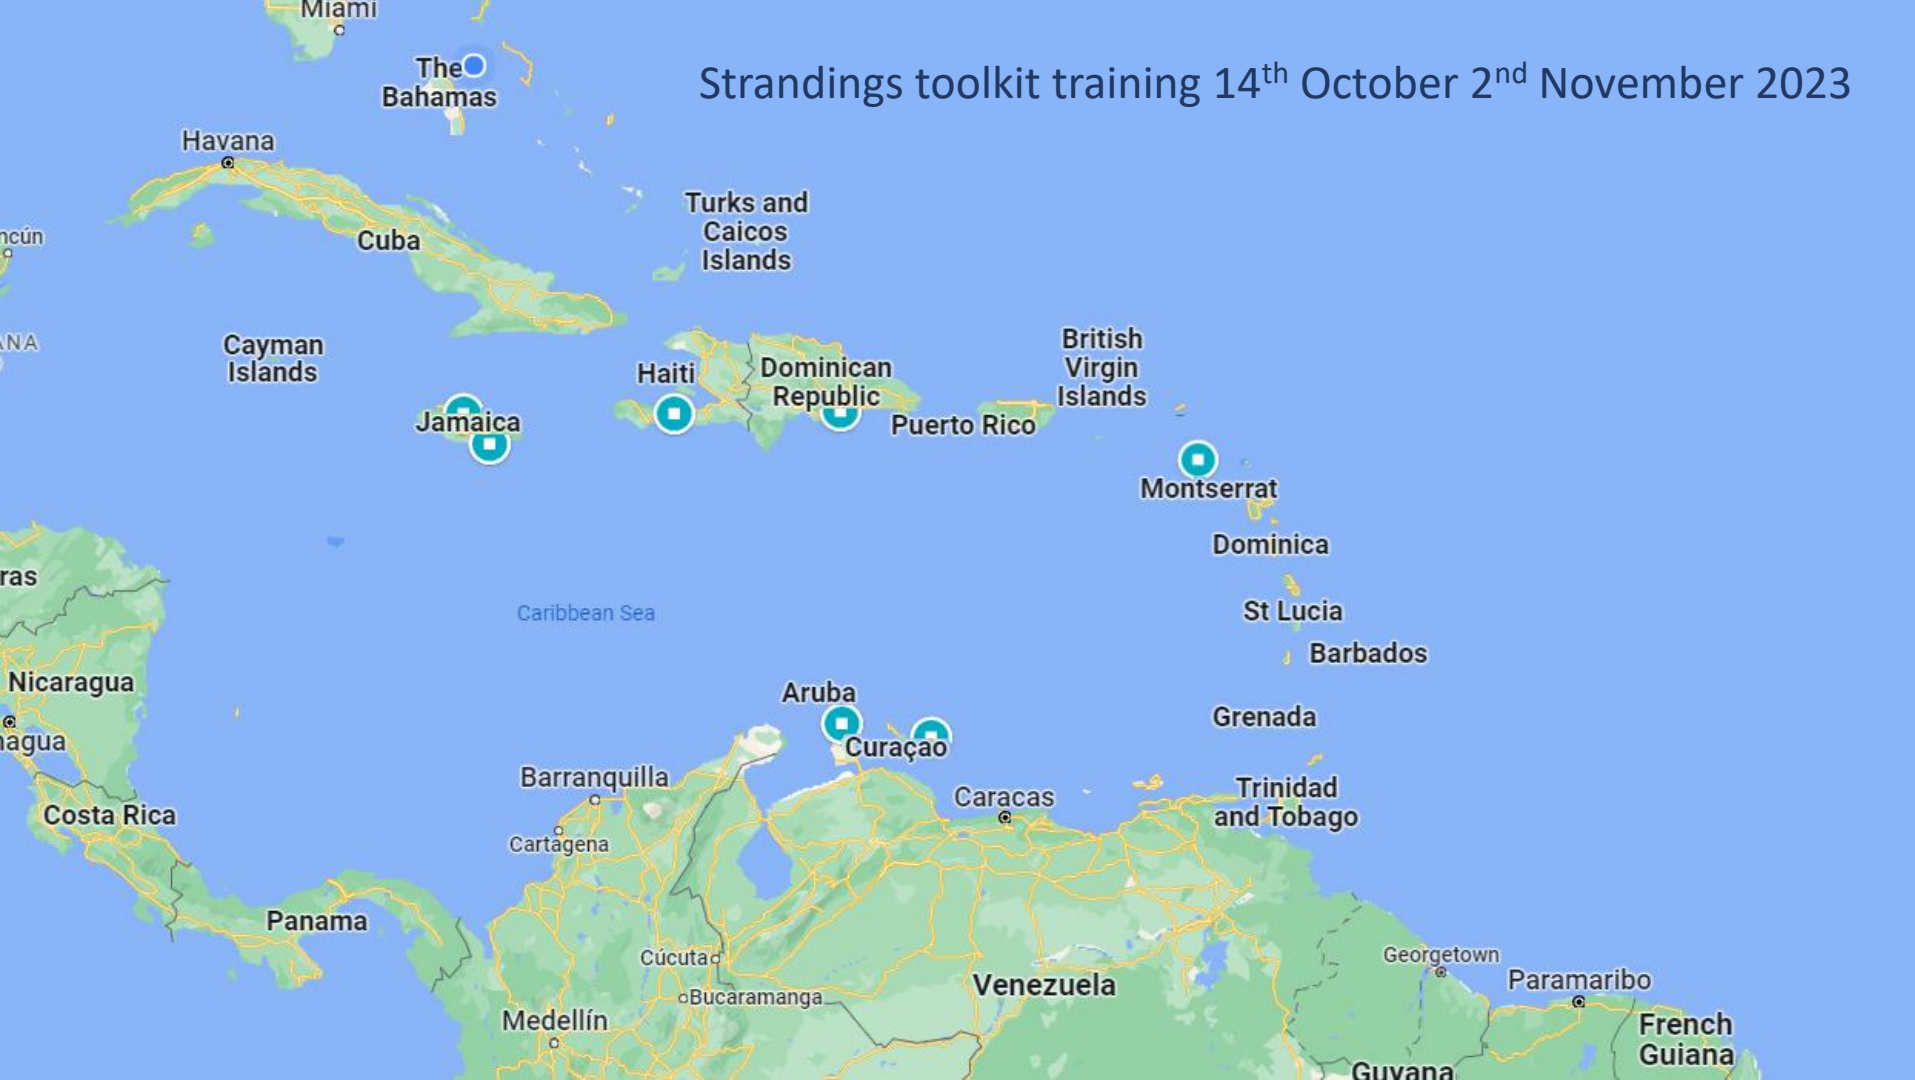 Miami
Strandings toolkit training 14th October 2nd November 2023
The
Bahamas
Havana
Turks and
Caicos
Islands
ncún
Cuba
ANA
Cayman
Islands
British
Virgin
Islands
Haiti
Dominican
Republic
Jamaica
Puerto Rico
Montserrat
Dominica
ras
Caribbean Sea
St Lucia
Barbados
Nicaragua
Aruba
Grenada
nagua
Curaçao
Barranquilla
Trinidad
and Tobago
Caracas
Costa Rica
Cartagena
Panama
Cúcuta
Georgetown
Venezuela
Paramaribo
Bucaramanga
Medellín
French
Guiana
Guyana